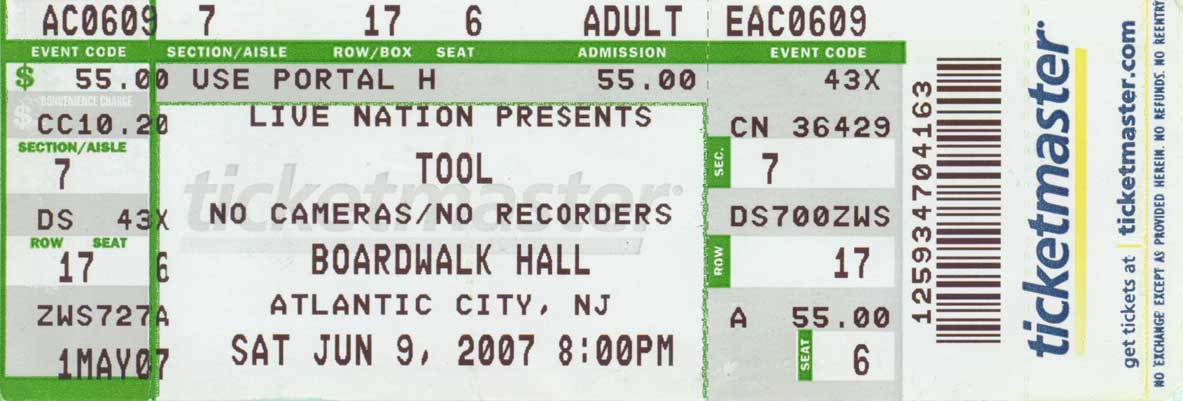 AC0609 7 17 6 ADULT EAC0609
EVENT CODE SECTION/AISLE ROW/BOX SEAT ADMISSION EVENT CODE
$ 55.00 USE PORTAL H 55.00 43X
$ CONVENIENCE CHARGE
CC10.20
SECTION/AISLE
7
DS 43X
ROW SEAT
17 6
ZWS727A
1MAY07
LIVE NATION PRESENTS
TOOL
ticketmaster
NO CAMERAS/NO RECORDERS
BOARDWALK HALL
ATLANTIC CITY, NJ
SAT JUN 9, 2007 8:00PM
CN 36429
SEC. 7
DS700ZWS
ROW 17
A 55.00
SEAT 6
125934704163
ticketmaster
get tickets at ticketmaster.com
NO EXCHANGE EXCEPT AS PROVIDED HEREIN. NO REFUNDS. NO REENTRY